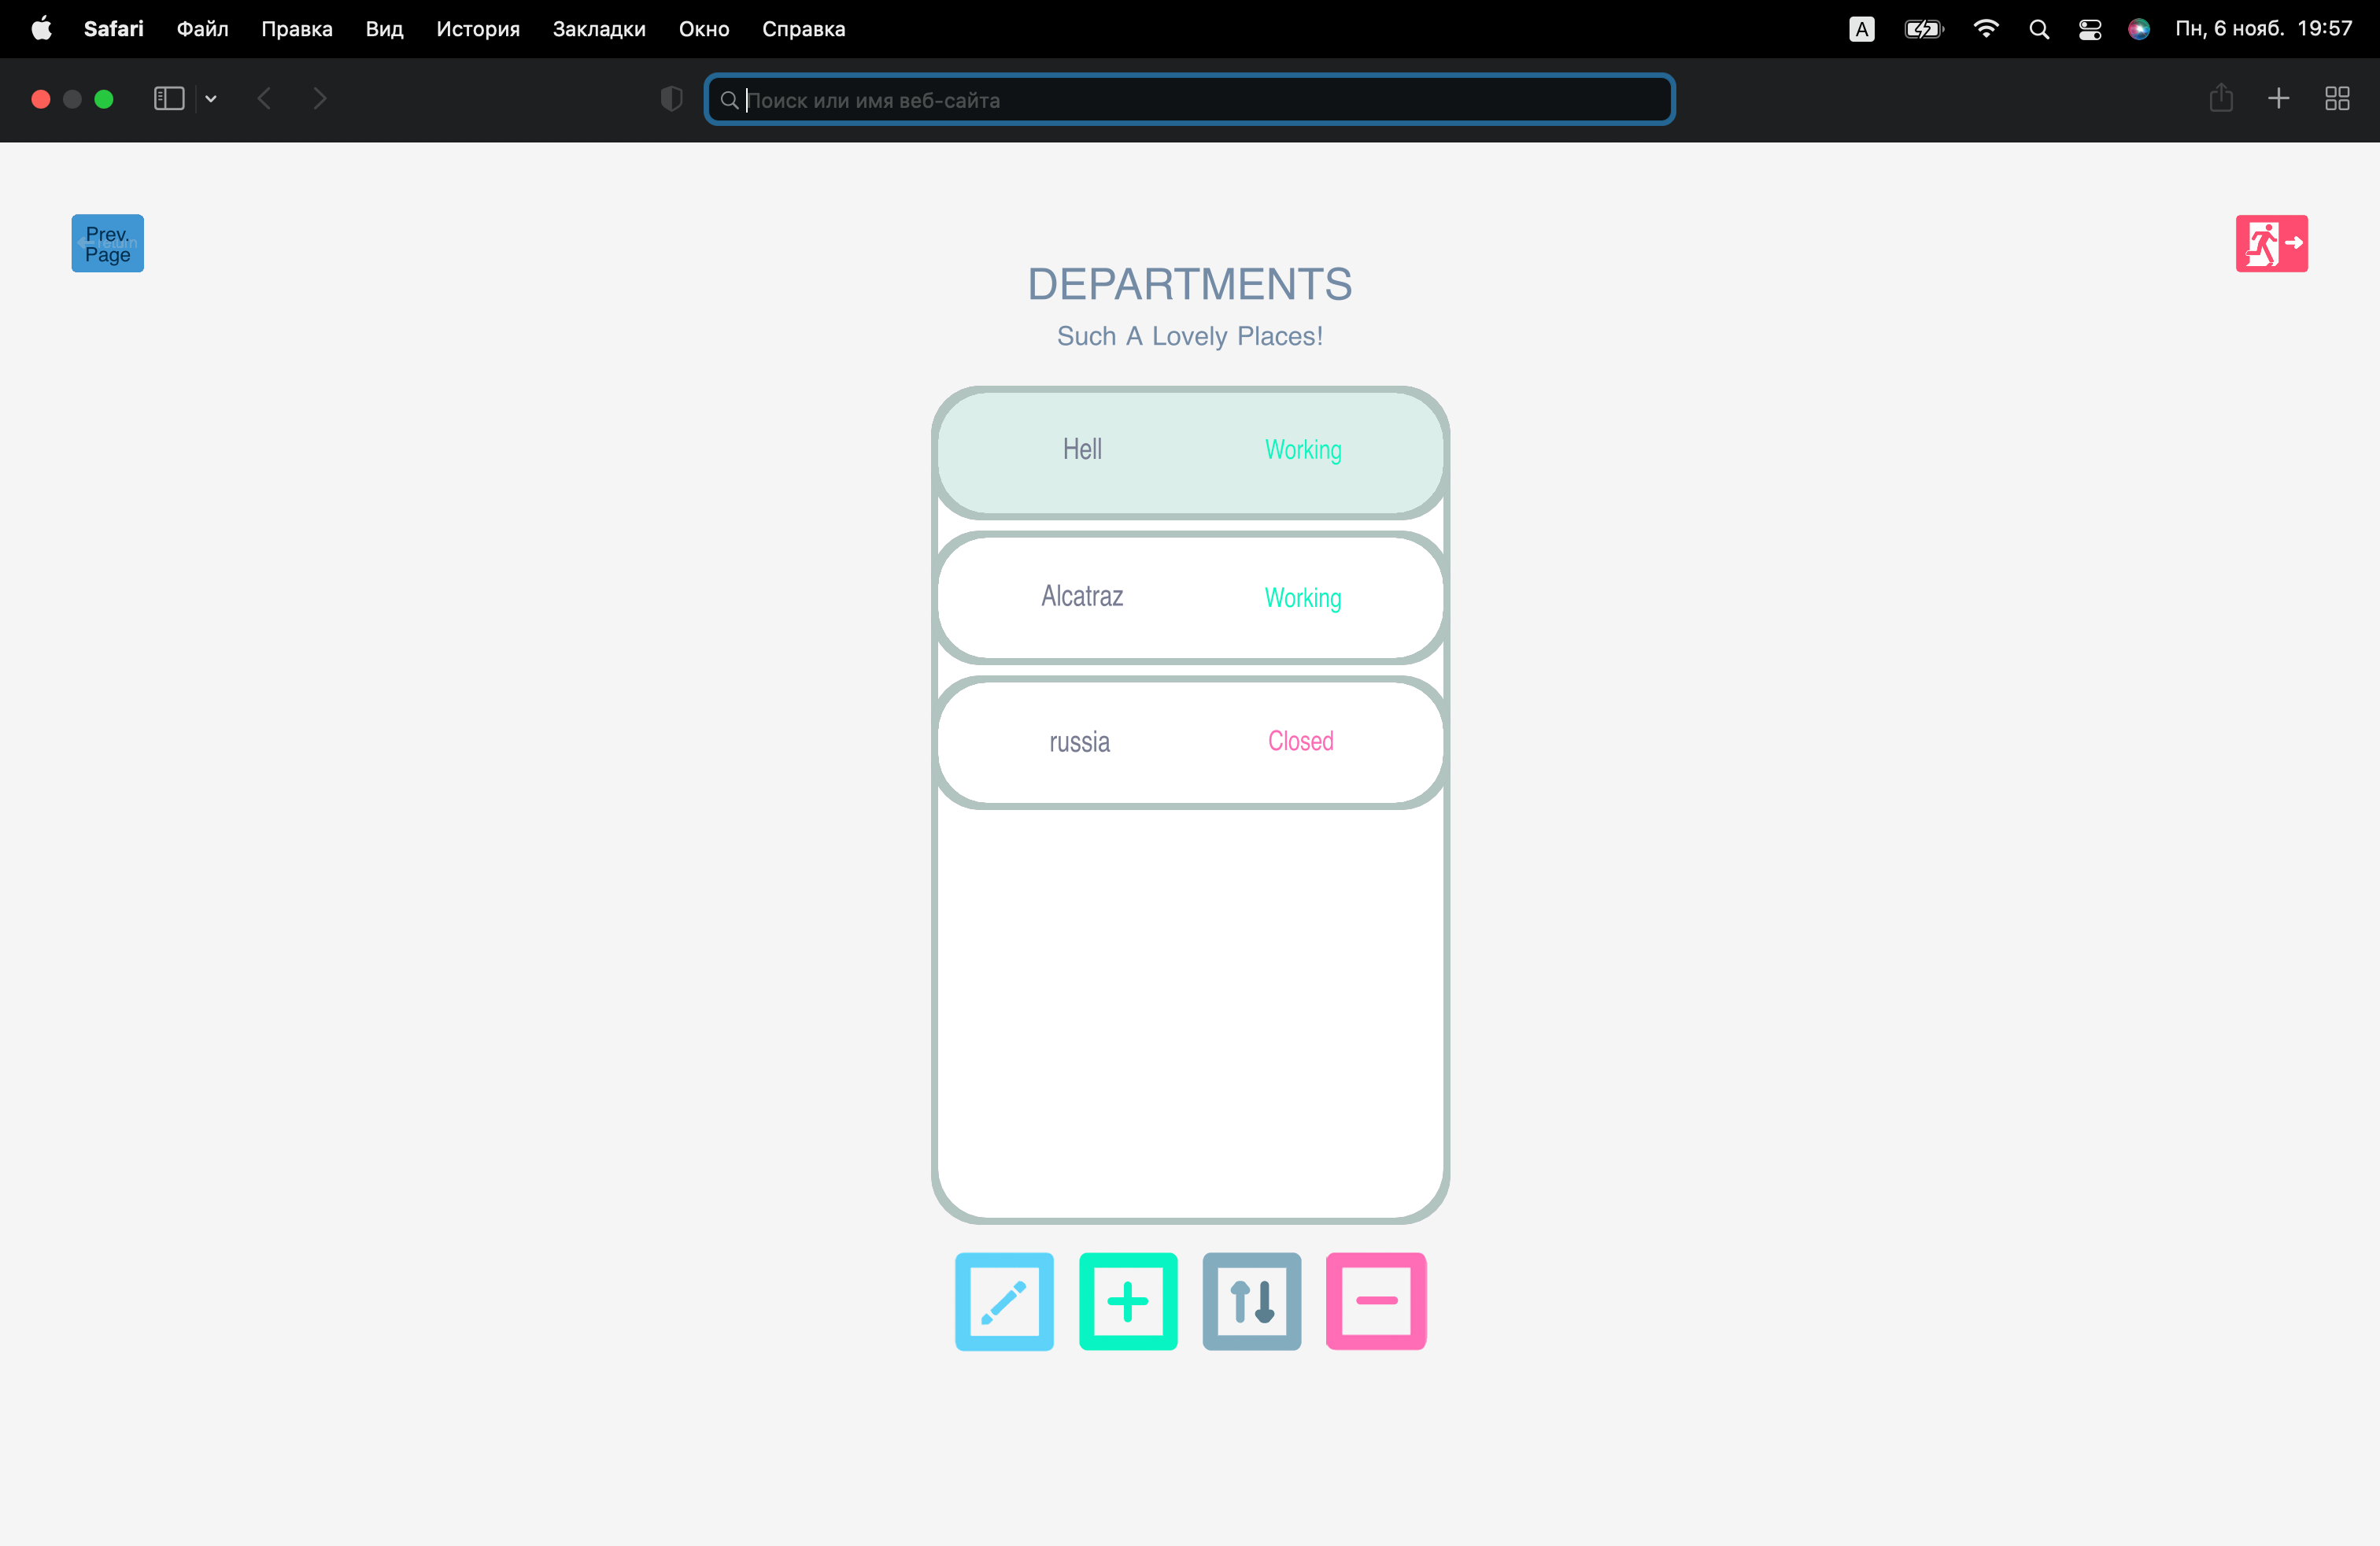 Safari Файл Правка Вид История Закладки Окно Справка A Пн, 6 нояб. 19:57
Поиск или имя веб-сайта
Prev.
return
Page
DEPARTMENTS
Such A Lovely Places!
Hell Working
Alcatraz Working
russia Closed